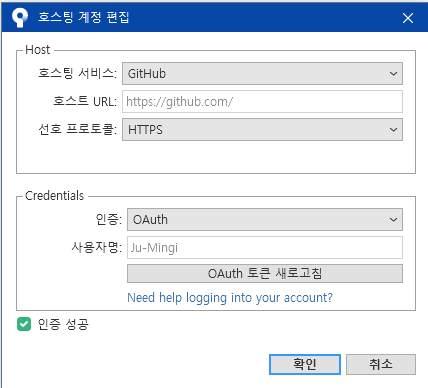 호스팅 계정 편집
Host
호스팅 서비스: GitHub
호스트 URL: https://github.com/
선호 프로토콜: HTTPS
Credentials
인증: OAuth
사용자명: Ju-Mingi
OAuth 토큰 새로고침
Need help logging into your account?
인증 성공
확인 취소